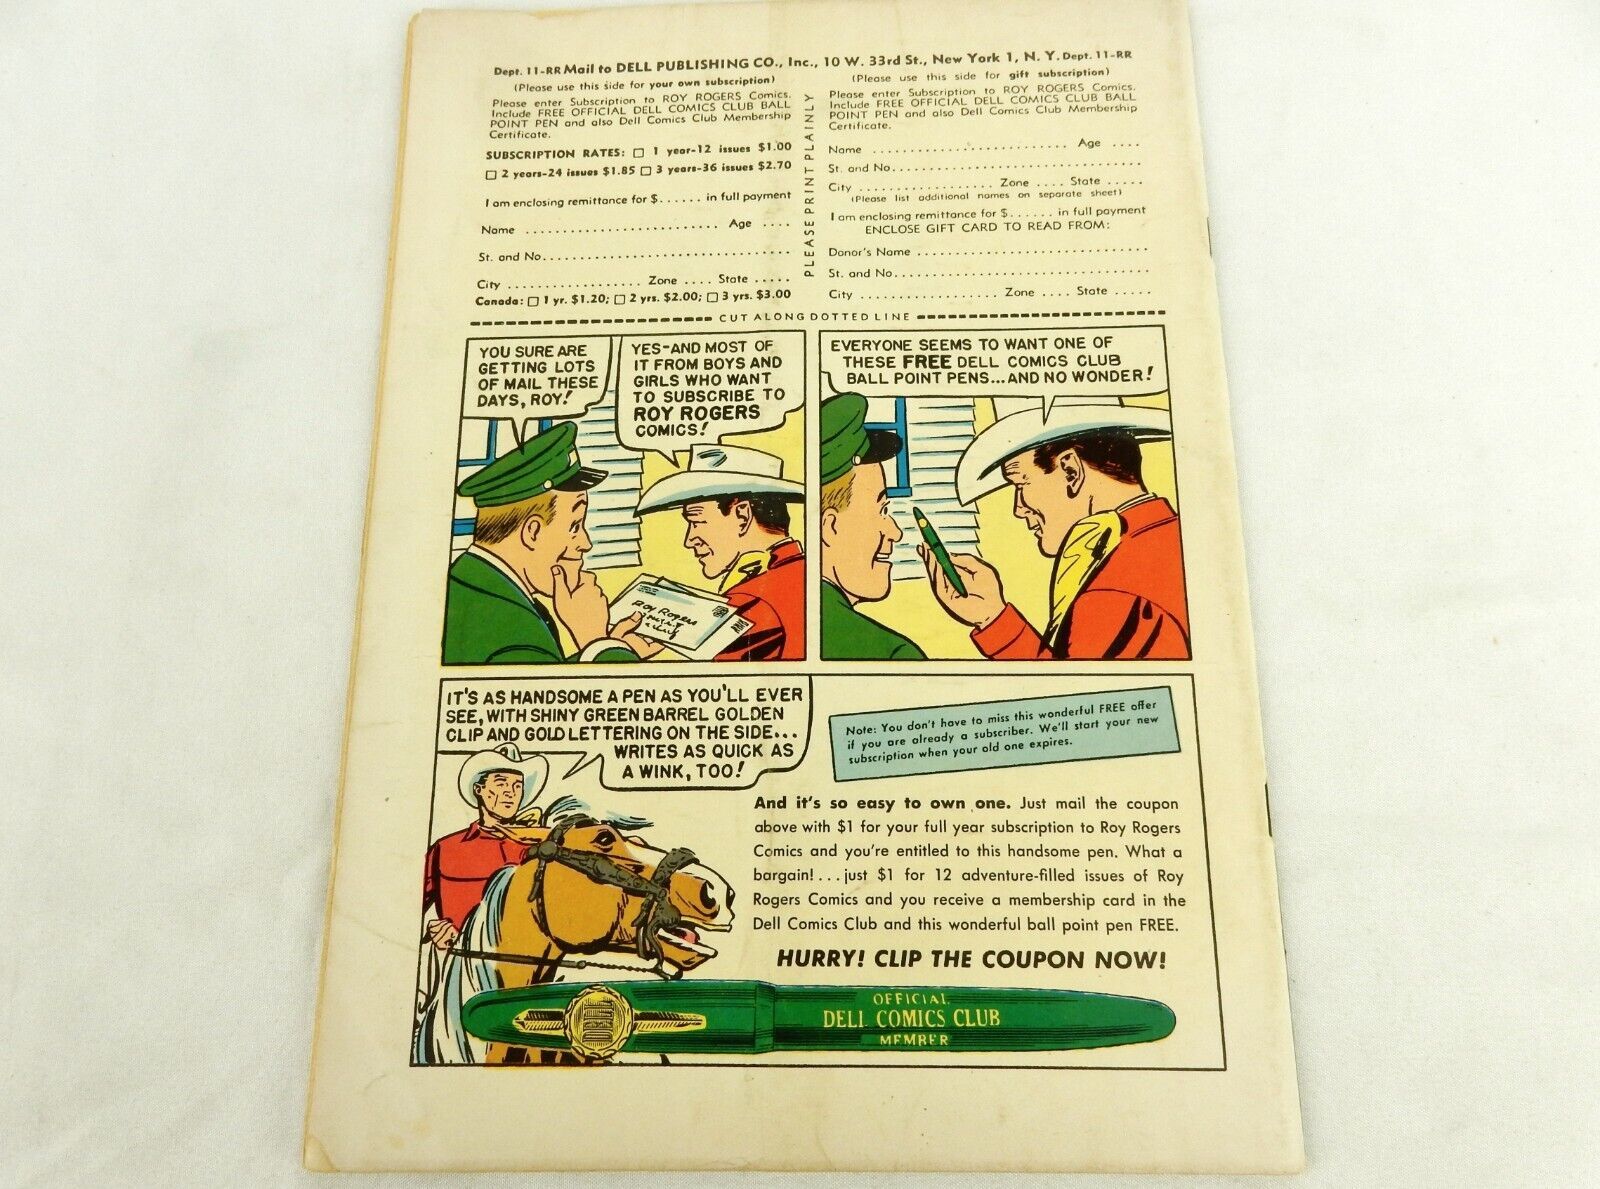 Dept. 11-RR Mail to DELL PUBLISHING CO., Inc., 10 W. 33rd St., New York 1, N. Y. Dept. 11-RR
(Please use this side for your own subscription)
Please enter Subscription to ROY ROGERS Comics.
Include FREE OFFICIAL DELL COMICS CLUB BALL
POINT PEN and also Dell Comics Club Membership
Certificate.
SUBSCRIPTION RATES: □ 1 year-12 issues $1.00
□ 2 years-24 issues $1.85 □ 3 years-36 issues $2.70
I am enclosing remittance for $...... in full payment
Name .......................... Age ....
St. and No.................................
City .................... Zone .... State .....
Canada: □ 1 yr. $1.20; □ 2 yrs. $2.00; □ 3 yrs. $3.00
PLEASE PRINT PLAINLY
(Please use this side for gift subscription)
Please enter Subscription to ROY ROGERS Comics.
Include FREE OFFICIAL DELL COMICS CLUB BALL
POINT PEN and also Dell Comics Club Membership
Certificate.
Name .......................... Age ....
St. and No.................................
City .................. Zone .... State .....
(Please list additional names on separate sheet)
I am enclosing remittance for $...... in full payment
ENCLOSE GIFT CARD TO READ FROM:
Donor's Name ...............................
St. and No..................................
City ................... Zone .... State .....
CUT ALONG DOTTED LINE
YOU SURE ARE
GETTING LOTS
OF MAIL THESE
DAYS, ROY!
YES-AND MOST OF
IT FROM BOYS AND
GIRLS WHO WANT
TO SUBSCRIBE TO
ROY ROGERS
COMICS!
Roy Rogers
EVERYONE SEEMS TO WANT ONE OF
THESE FREE DELL COMICS CLUB
BALL POINT PENS...AND NO WONDER!
IT'S AS HANDSOME A PEN AS YOU'LL EVER
SEE, WITH SHINY GREEN BARREL GOLDEN
CLIP AND GOLD LETTERING ON THE SIDE...
WRITES AS QUICK AS
A WINK, TOO!
Note: You don't have to miss this wonderful FREE offer
if you are already a subscriber. We'll start your new
subscription when your old one expires.
And it's so easy to own one. Just mail the coupon
above with $1 for your full year subscription to Roy Rogers
Comics and you're entitled to this handsome pen. What a
bargain!...just $1 for 12 adventure-filled issues of Roy
Rogers Comics and you receive a membership card in the
Dell Comics Club and this wonderful ball point pen FREE.
HURRY! CLIP THE COUPON NOW!
OFFICIAL
DELL COMICS CLUB
MEMBER